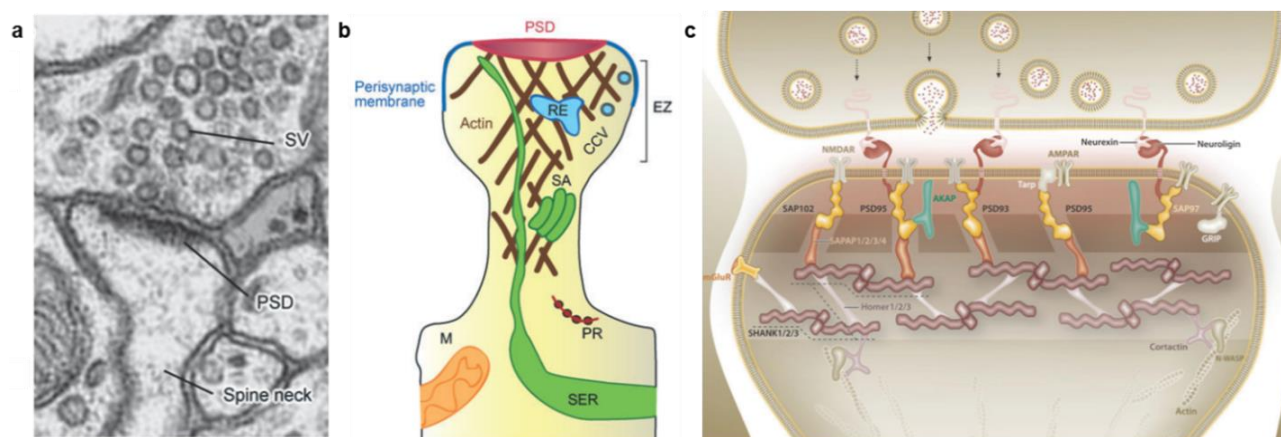 a
SV
PSD
Spine neck
b
PSD
Perisynaptic
membrane
Actin
RE
CCV
EZ
SA
M
PR
SER
c
Neurexin
Neuroligin
NMDAR
AMPAR
Tarp
SAP102
PSD95
AKAP
PSD93
PSD95
SAP97
GRIP
SAPAP1/2/3/4
mGluR
Homer1/2/3
SHANK1/2/3
Cortactin
N-WASP
Actin